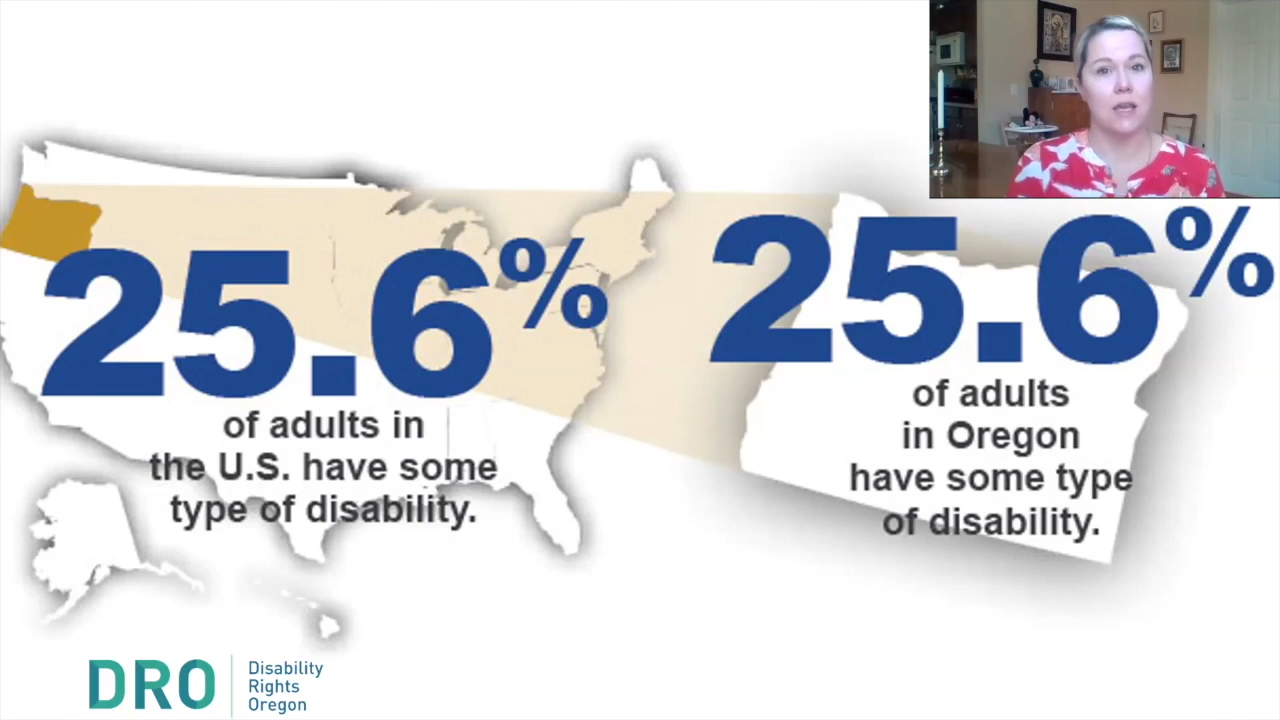 25.6%
of adults in
the U.S. have some
type of disability.
25.6%
of adults
in Oregon
have some type
of disability.
DRO
Disability
Rights
Oregon